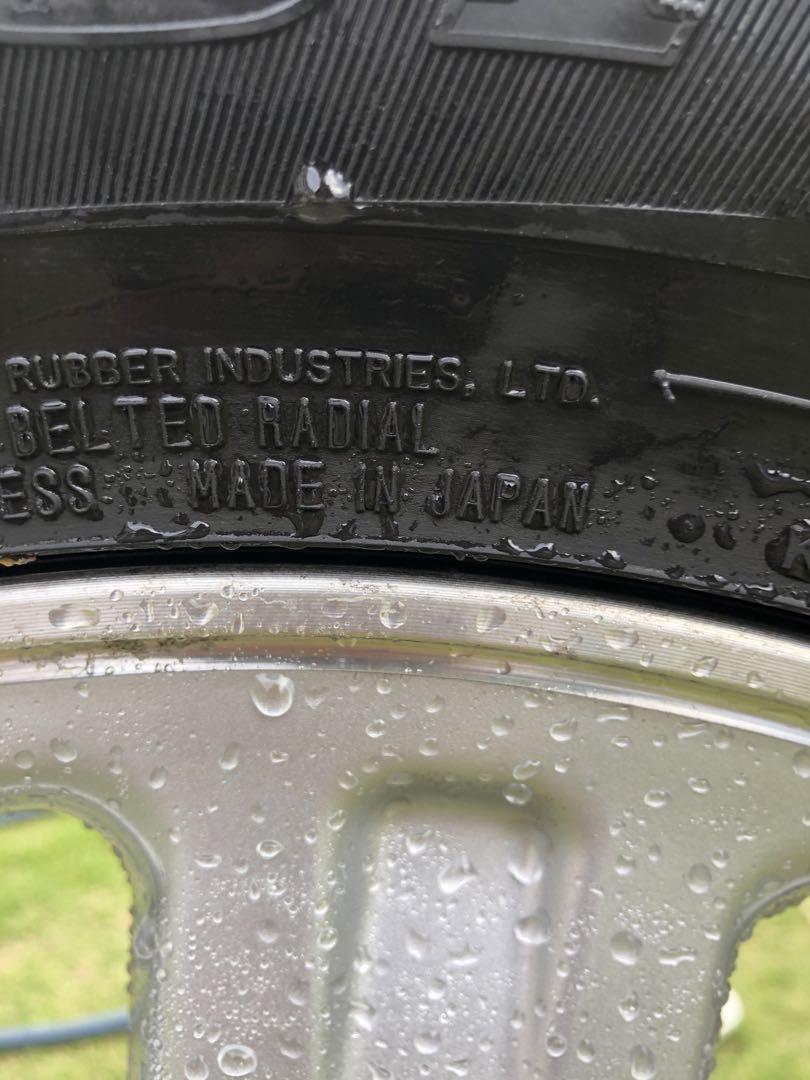 RUBBER INDUSTRIES, LTD.
BELTED RADIAL
ESS MADE IN JAPAN